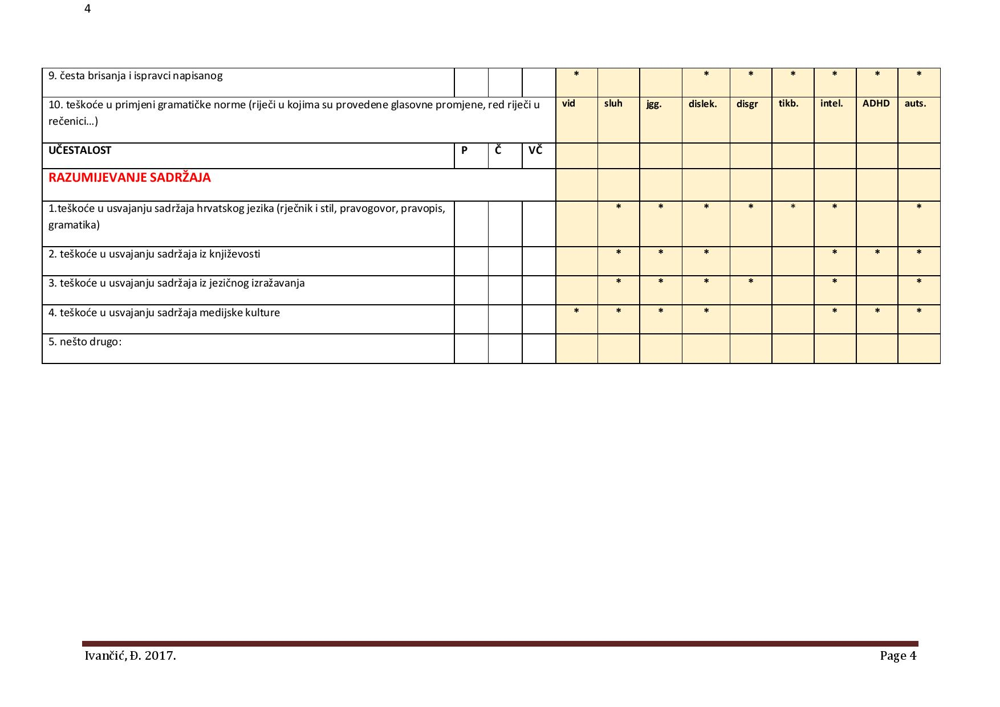 4
9. česta brisanja i ispravci napisanog * * * * * * *
10. teškoće u primjeni gramatičke norme (riječi u kojima su provedene glasovne promjene, red riječi u vid sluh jgg. dislek. disgr tikb. intel. ADHD auts.
rečenici...)
UČESTALOST P Č VČ
RAZUMIJEVANJE SADRŽAJA
1.teškoće u usvajanju sadržaja hrvatskog jezika (rječnik i stil, pravogovor, pravopis, * * * * * * *
gramatika)
2. teškoće u usvajanju sadržaja iz književosti * * * * * *
3. teškoće u usvajanju sadržaja iz jezičnog izražavanja * * * * * *
4. teškoće u usvajanju sadržaja medijske kulture * * * * * * *
5. nešto drugo:
Ivančić, Đ. 2017. Page 4